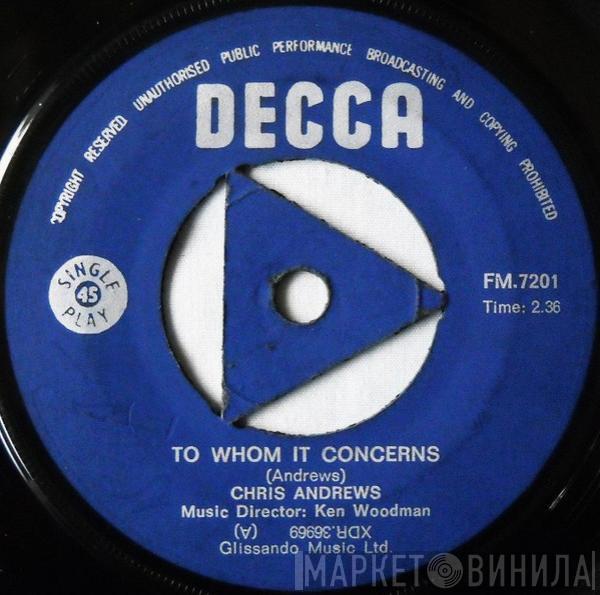 COPYRIGHT RESERVED UNAUTHORISED PUBLIC PERFORMANCE BROADCASTING AND COPYING PROHIBITED
DECCA
SINGLE
45
PLAY
FM.7201
Time: 2.36
TO WHOM IT CONCERNS
(Andrews)
CHRIS ANDREWS
Music Director: Ken Woodman
XDR.36969 (A)
Glissando Music Ltd.
МАРКЕТ ВИНИЛА